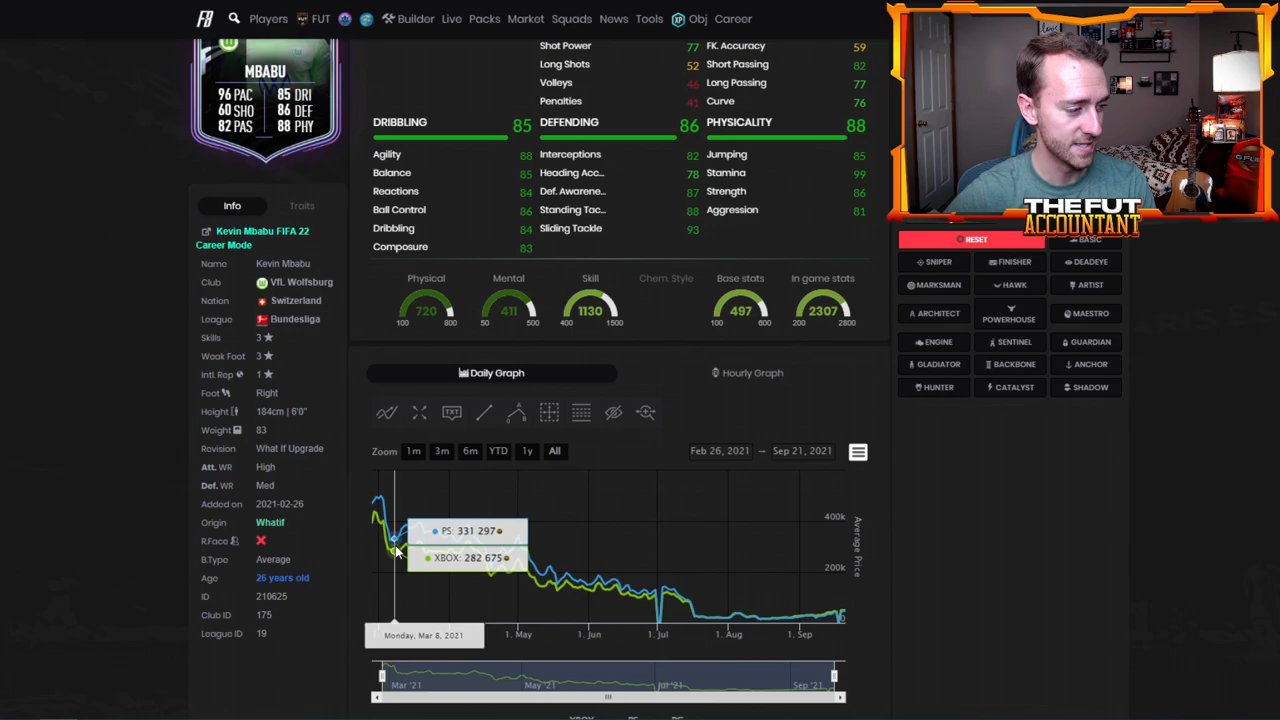 FB Players FUT Builder Live Packs Market Squads News Tools XP Obj Career
MBABU
96 PAC 85 DRI
60 SHO 86 DEF
82 PAS 88 PHY
Shot Power 77
Long Shots 52
Volleys 46
Penalties 41
FK. Accuracy 59
Short Passing 82
Long Passing 77
Curve 76
DRIBBLING 85
Agility 88
Balance 85
Reactions 84
Ball Control 86
Dribbling 84
Composure 83
DEFENDING 86
Interceptions 82
Heading Acc... 78
Def. Awarene... 87
Standing Tac... 88
Sliding Tackle 93
PHYSICALITY 88
Jumping 85
Stamina 99
Strength 86
Aggression 81
Info Traits
Kevin Mbabu FIFA 22
Career Mode
Name Kevin Mbabu
Club VfL Wolfsburg
Nation Switzerland
League Bundesliga
Skills 3
Weak Foot 3
Intl. Rep 1
Foot Right
Height 184cm | 6'0"
Weight 83
Revision What If Upgrade
Att. WR High
Def. WR Med
Added on 2021-02-26
Origin Whatif
R.Face
B.Type Average
Age 26 years old
ID 210625
Club ID 175
League ID 19
Physical Mental Skill Chem. Style Base stats In game stats
720 411 1130 497 2307
100 800 50 500 400 1500 100 600 200 2800
Daily Graph Hourly Graph
TXT
Zoom 1m 3m 6m YTD 1y All Feb 26, 2021 → Sep 21, 2021
PS: 331 297
XBOX: 282 675
400k
200k
0
Average Price
Monday, Mar 8, 2021
1. May 1. Jun 1. Jul 1. Aug 1. Sep
Mar '21 May '21 Jul '21 Sep '21
THE FUT
ACCOUNTANT
RESET BASIC
SNIPER FINISHER DEADEYE
MARKSMAN HAWK ARTIST
ARCHITECT POWERHOUSE MAESTRO
ENGINE SENTINEL GUARDIAN
GLADIATOR BACKBONE ANCHOR
HUNTER CATALYST SHADOW